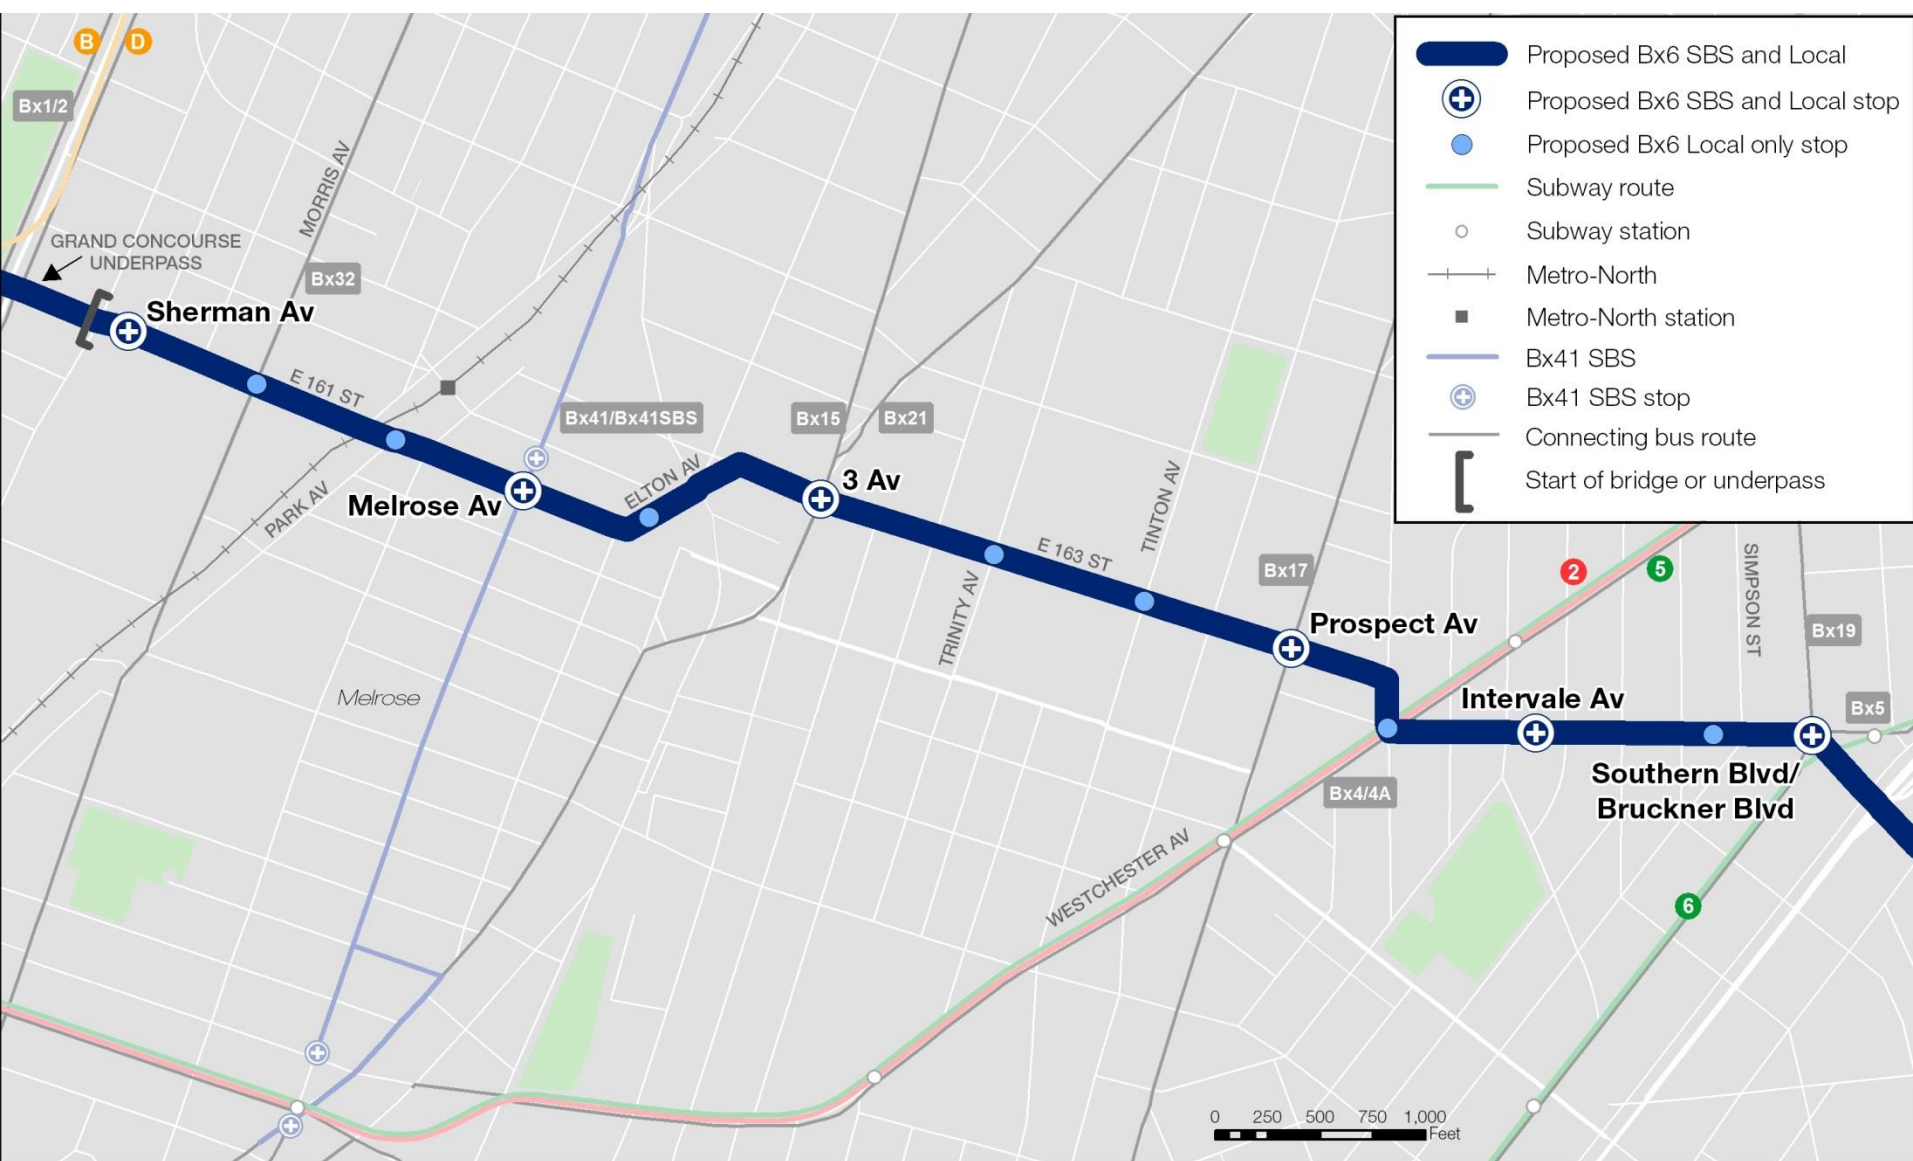 B
D
Bx1/2
MORRIS AV
GRAND CONCOURSE
UNDERPASS
Bx32
Sherman Av
E 161 ST
Bx41/Bx41SBS
Bx15
Bx21
ELTON AV
3 Av
Melrose Av
PARK AV
TINTON AV
E 163 ST
TRINITY AV
Bx17
2
5
SIMPSON ST
Prospect Av
Bx19
Melrose
Intervale Av
Bx5
Southern Blvd/
Bruckner Blvd
Bx4/4A
WESTCHESTER AV
6
0 250 500 750 1,000
Feet
Proposed Bx6 SBS and Local
Proposed Bx6 SBS and Local stop
Proposed Bx6 Local only stop
Subway route
Subway station
Metro-North
Metro-North station
Bx41 SBS
Bx41 SBS stop
Connecting bus route
Start of bridge or underpass